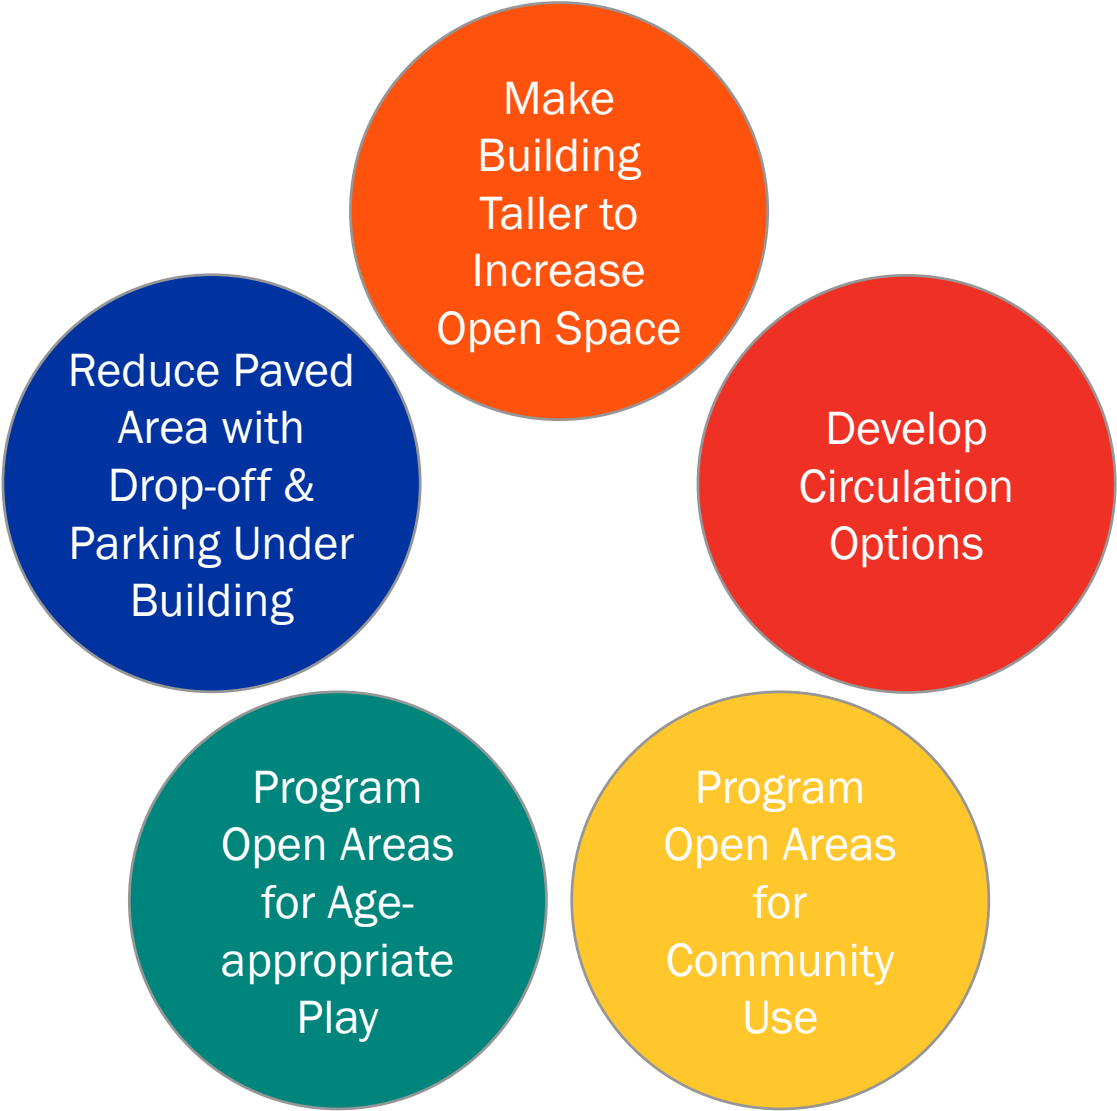 Make
Building
Taller to
Increase
Open Space
Develop
Circulation
Options
Program
Open Areas
for
Community
Use
Program
Open Areas
for Age-
appropriate
Play
Reduce Paved
Area with
Drop-off &
Parking Under
Building